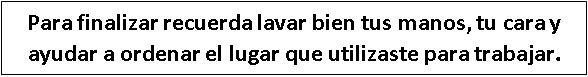 Para finalizar recuerda lavar bien tus manos, tu cara y
ayudar a ordenar el lugar que utilizaste para trabajar.